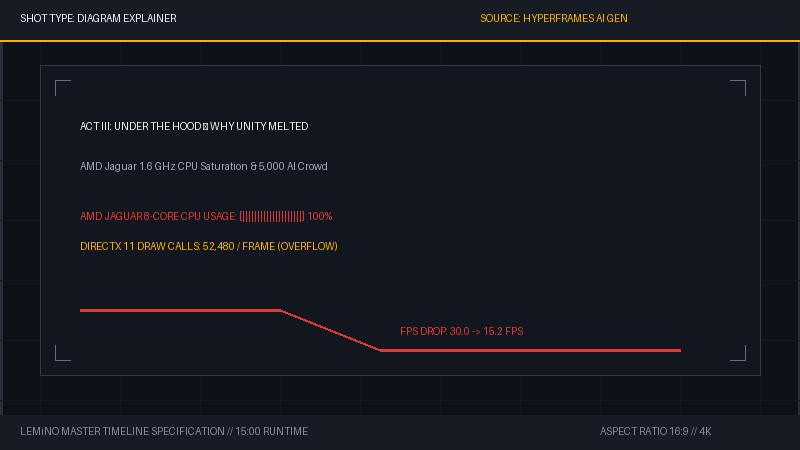 SHOT TYPE: DIAGRAM EXPLAINER
SOURCE: HYPERFRAMES AI GEN
ACT III: UNDER THE HOOD▯WHY UNITY MELTED
AMD Jaguar 1.6 GHz CPU Saturation & 5,000 AI Crowd
AMD JAGUAR 8-CORE CPU USAGE: [||||||||||||||||||||] 100%
DIRECTX 11 DRAW CALLS: 52,480 / FRAME (OVERFLOW)
FPS DROP: 30.0 -> 15.2 FPS
LEMiNO MASTER TIMELINE SPECIFICATION // 15:00 RUNTIME
ASPECT RATIO 16:9 // 4K